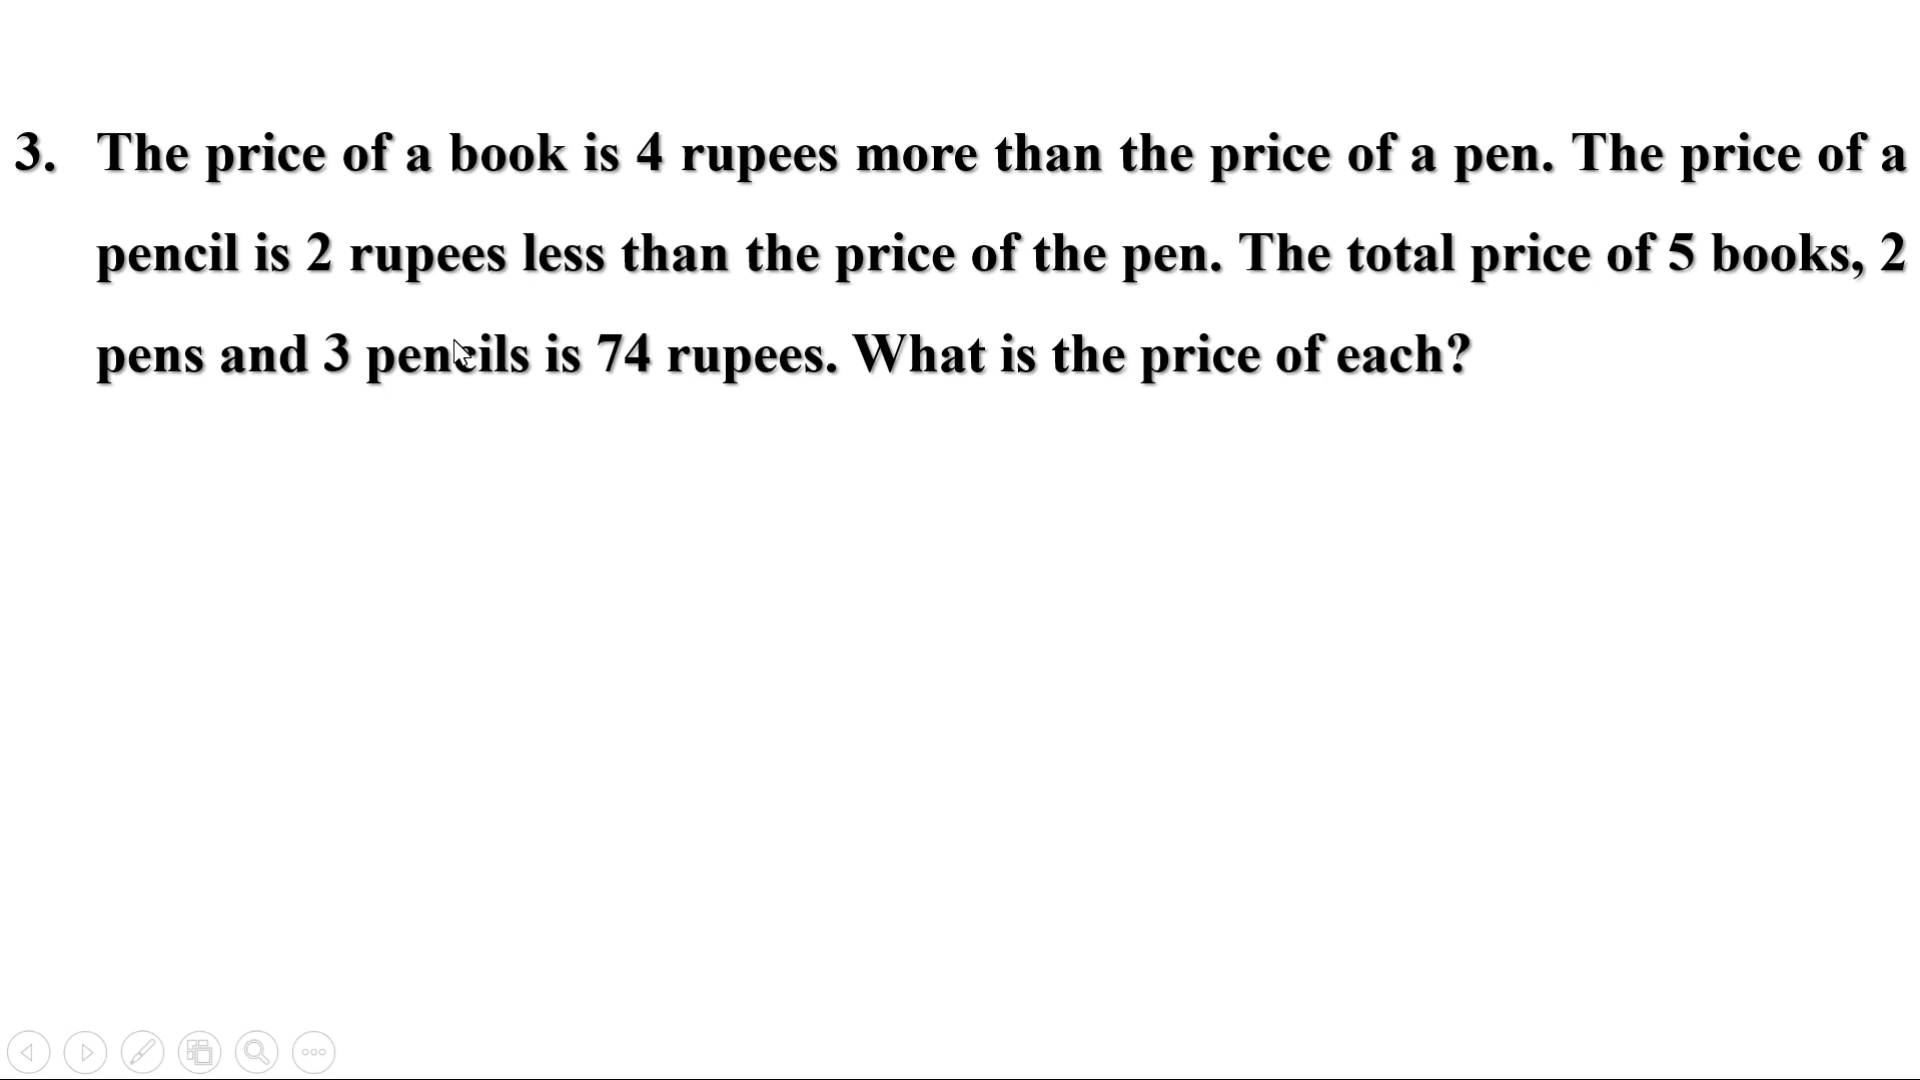 3. The price of a book is 4 rupees more than the price of a pen. The price of a
pencil is 2 rupees less than the price of the pen. The total price of 5 books, 2
pens and 3 pencils is 74 rupees. What is the price of each?